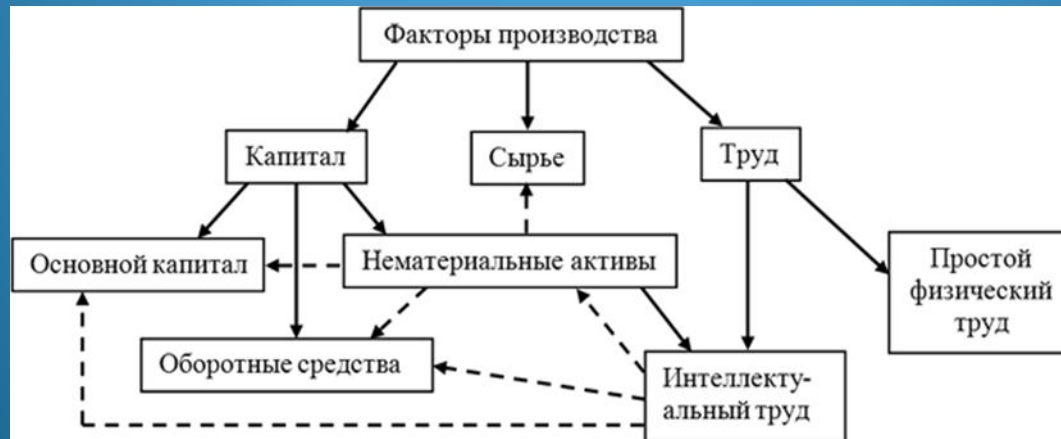 Факторы производства
Капитал
Сырье
Труд
Основной капитал
Нематериальные активы
Простой
физический
труд
Оборотные средства
Интеллекту-
альный труд